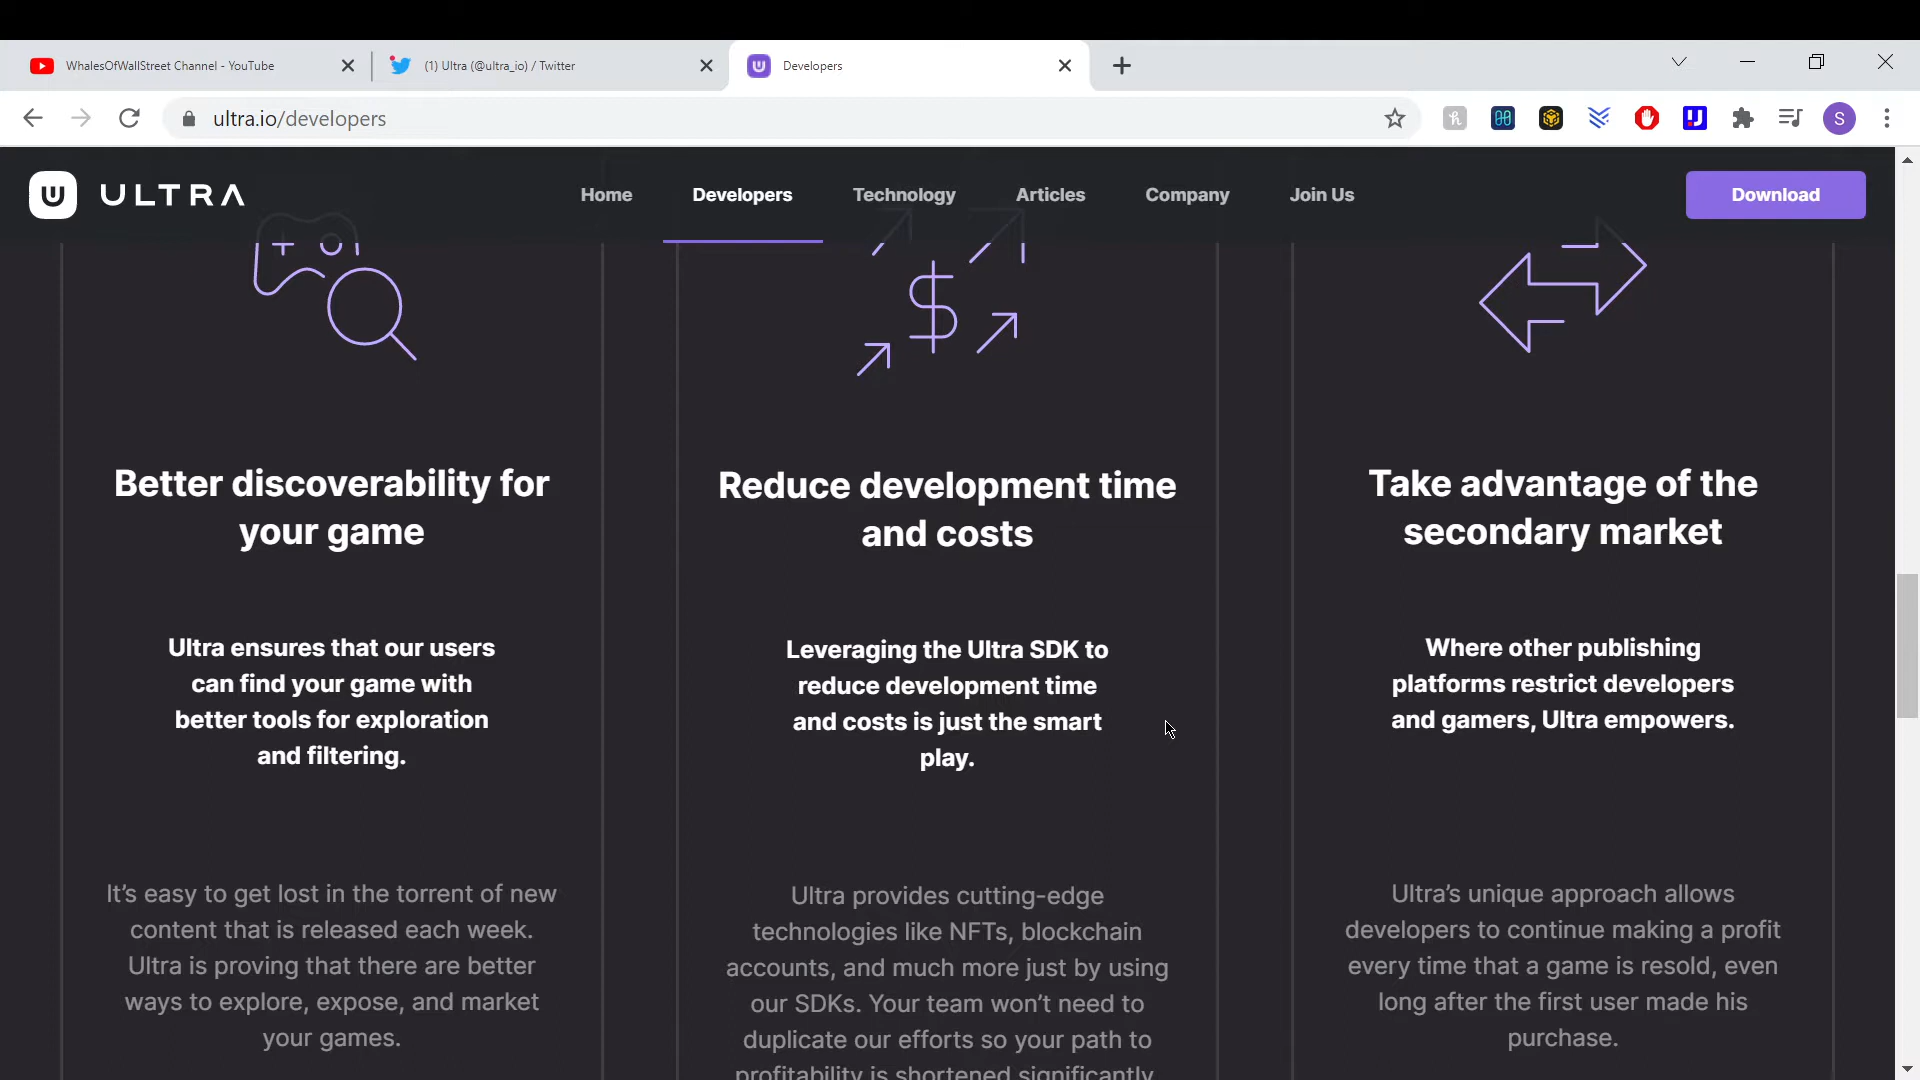 WhalesOfWallStreet Channel - YouTube
(1) Ultra (@ultra_io) / Twitter
Developers
ultra.io/developers
S
ULTRA
Home
Developers
Technology
Articles
Company
Join Us
Download
Better discoverability for
your game
Ultra ensures that our users
can find your game with
better tools for exploration
and filtering.
It's easy to get lost in the torrent of new
content that is released each week.
Ultra is proving that there are better
ways to explore, expose, and market
your games.
Reduce development time
and costs
Leveraging the Ultra SDK to
reduce development time
and costs is just the smart
play.
Ultra provides cutting-edge
technologies like NFTs, blockchain
accounts, and much more just by using
our SDKs. Your team won't need to
duplicate our efforts so your path to
profitability is shortened significantly
Take advantage of the
secondary market
Where other publishing
platforms restrict developers
and gamers, Ultra empowers.
Ultra's unique approach allows
developers to continue making a profit
every time that a game is resold, even
long after the first user made his
purchase.